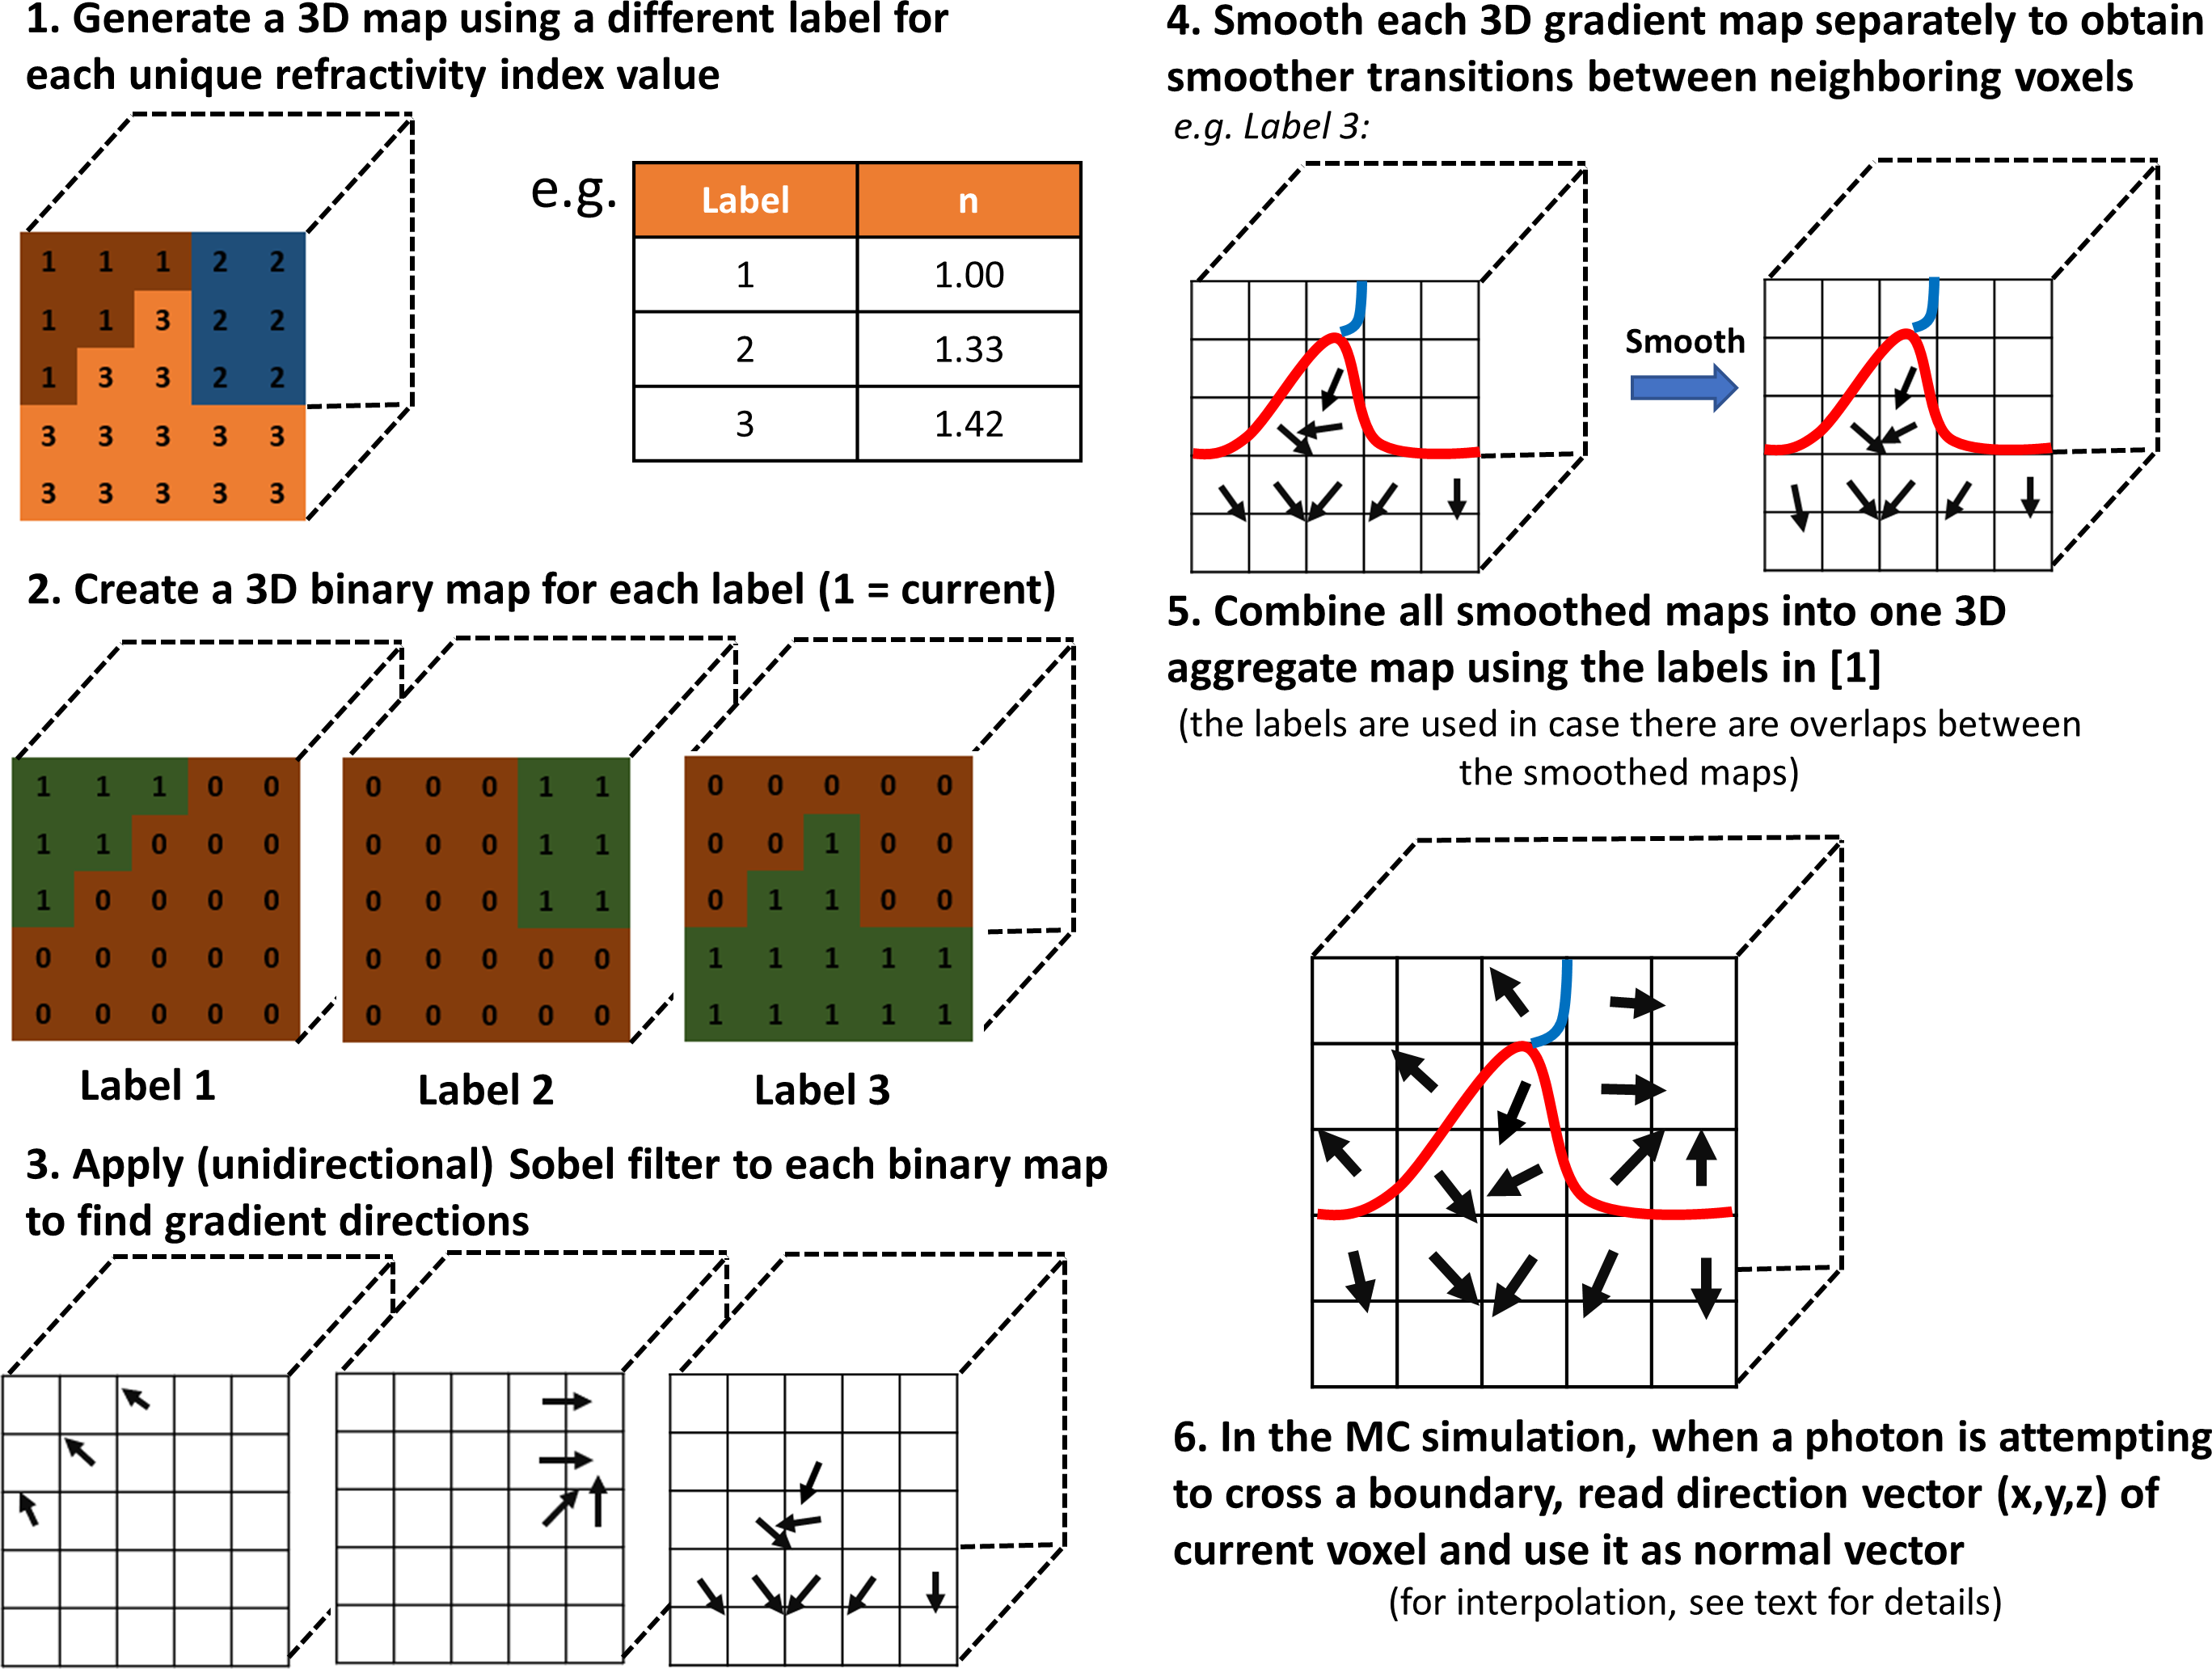 1. Generate a 3D map using a different label for
each unique refractivity index value
1 1 1 2 2
1 1 3 2 2
1 3 3 2 2
3 3 3 3 3
3 3 3 3 3
e.g.
Label n
1 1.00
2 1.33
3 1.42
2. Create a 3D binary map for each label (1 = current)
1 1 1 0 0
1 1 0 0 0
1 0 0 0 0
0 0 0 0 0
0 0 0 0 0
Label 1
0 0 0 1 1
0 0 0 1 1
0 0 0 1 1
0 0 0 0 0
0 0 0 0 0
Label 2
0 0 0 0 0
0 0 1 0 0
0 1 1 0 0
1 1 1 1 1
1 1 1 1 1
Label 3
3. Apply (unidirectional) Sobel filter to each binary map
to find gradient directions
4. Smooth each 3D gradient map separately to obtain
smoother transitions between neighboring voxels
e.g. Label 3:
Smooth
5. Combine all smoothed maps into one 3D
aggregate map using the labels in [1]
(the labels are used in case there are overlaps between
the smoothed maps)
6. In the MC simulation, when a photon is attempting
to cross a boundary, read direction vector (x,y,z) of
current voxel and use it as normal vector
(for interpolation, see text for details)